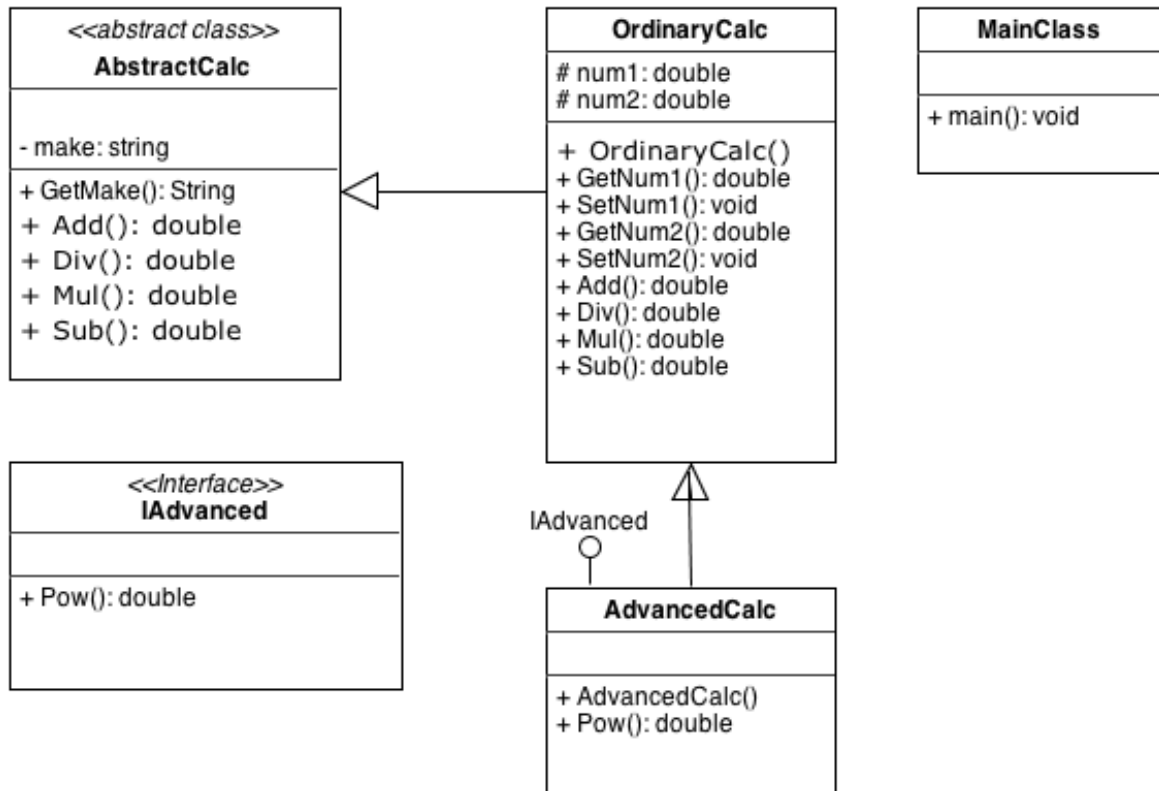 <<abstract class>>
AbstractCalc
- make: string
+ GetMake(): String
+ Add(): double
+ Div(): double
+ Mul(): double
+ Sub(): double
OrdinaryCalc
# num1: double
# num2: double
+ OrdinaryCalc()
+ GetNum1(): double
+ SetNum1(): void
+ GetNum2(): double
+ SetNum2(): void
+ Add(): double
+ Div(): double
+ Mul(): double
+ Sub(): double
MainClass
+ main(): void
<<Interface>>
IAdvanced
+ Pow(): double
IAdvanced
AdvancedCalc
+ AdvancedCalc()
+ Pow(): double